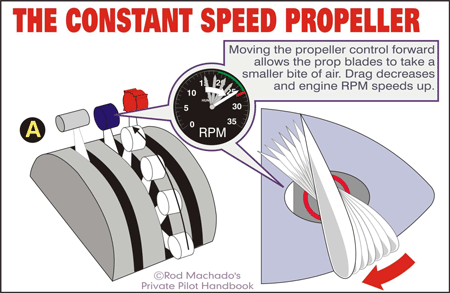 THE CONSTANT SPEED PROPELLER
Moving the propeller control forward
allows the prop blades to take a
smaller bite of air. Drag decreases
and engine RPM speeds up.
A
5
10
15
25
30
35
RPM
©Rod Machado's
Private Pilot Handbook